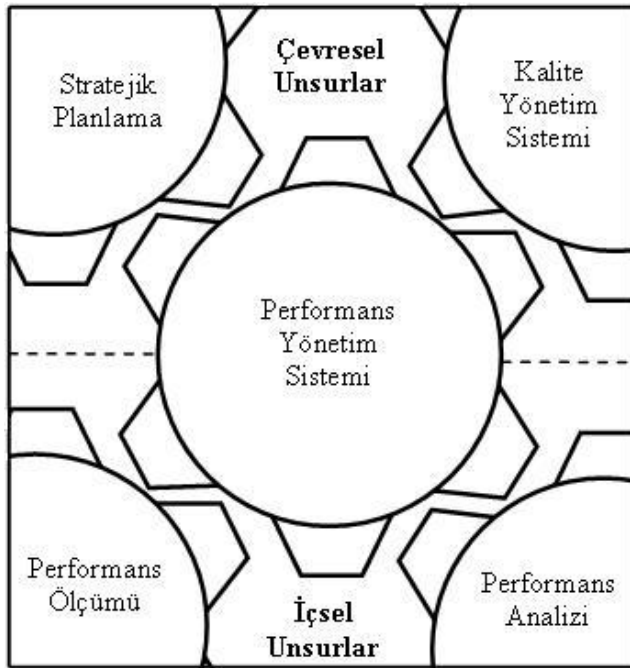 Stratejik
Planlama
Çevresel
Unsurlar
Kalite
Yönetim
Sistemi
Performans
Yönetim
Sistemi
Performans
Ölçümü
İçsel
Unsurlar
Performans
Analizi